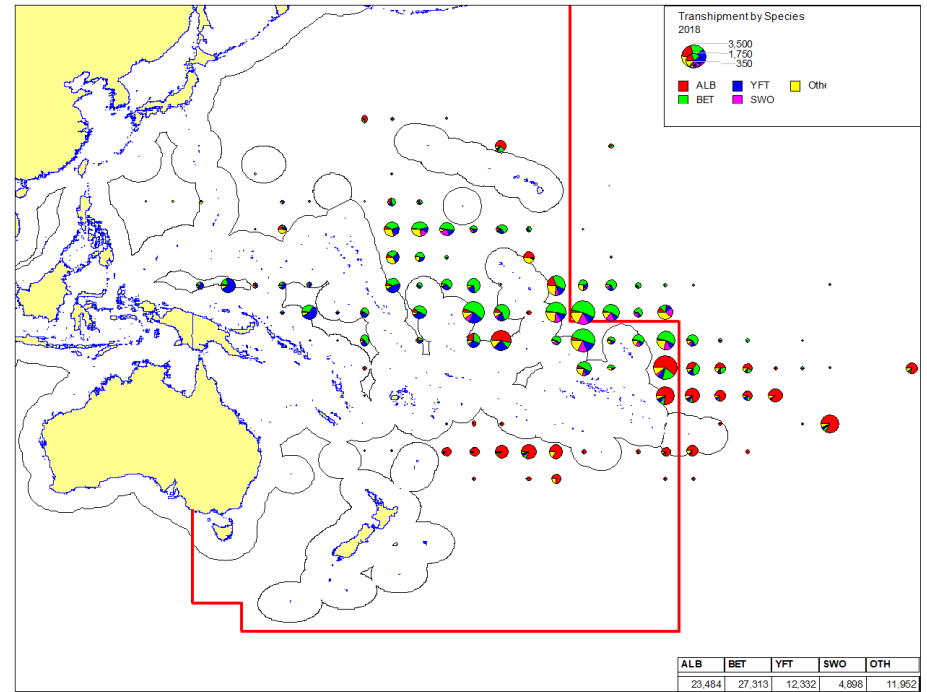 Transhipment by Species
2018
3,500
1,750
350
ALB YFT Othe
BET SWO
ALB BET YFT SWO OTH
23,484 27,313 12,332 4,898 11,952